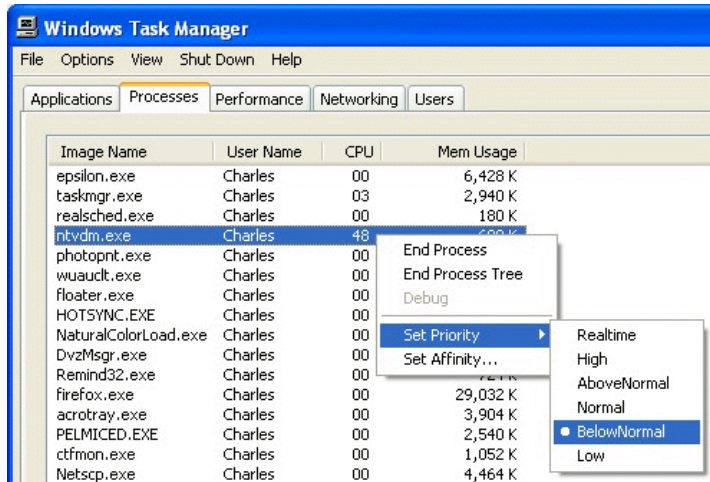 Windows Task Manager
File Options View Shut Down Help
Applications Processes Performance Networking Users
Image Name User Name CPU Mem Usage
epsilon.exe Charles 00 6,428 K
taskmgr.exe Charles 03 2,940 K
realsched.exe Charles 00 180 K
ntvdm.exe Charles 48
photopnt.exe Charles 00 End Process
wuauclt.exe Charles 00 End Process Tree
floater.exe Charles 00 Debug
HOTSYNC.EXE Charles 00
NaturalColorLoad.exe Charles 00 Set Priority Realtime
DvzMsgr.exe Charles 00 Set Affinity... High
Remind32.exe Charles 00 AboveNormal
firefox.exe Charles 00 29,032 K Normal
acrotray.exe Charles 00 3,904 K
PELMICED.EXE Charles 00 2,540 K BelowNormal
ctfmon.exe Charles 00 1,052 K Low
Netscp.exe Charles 00 4,464 K